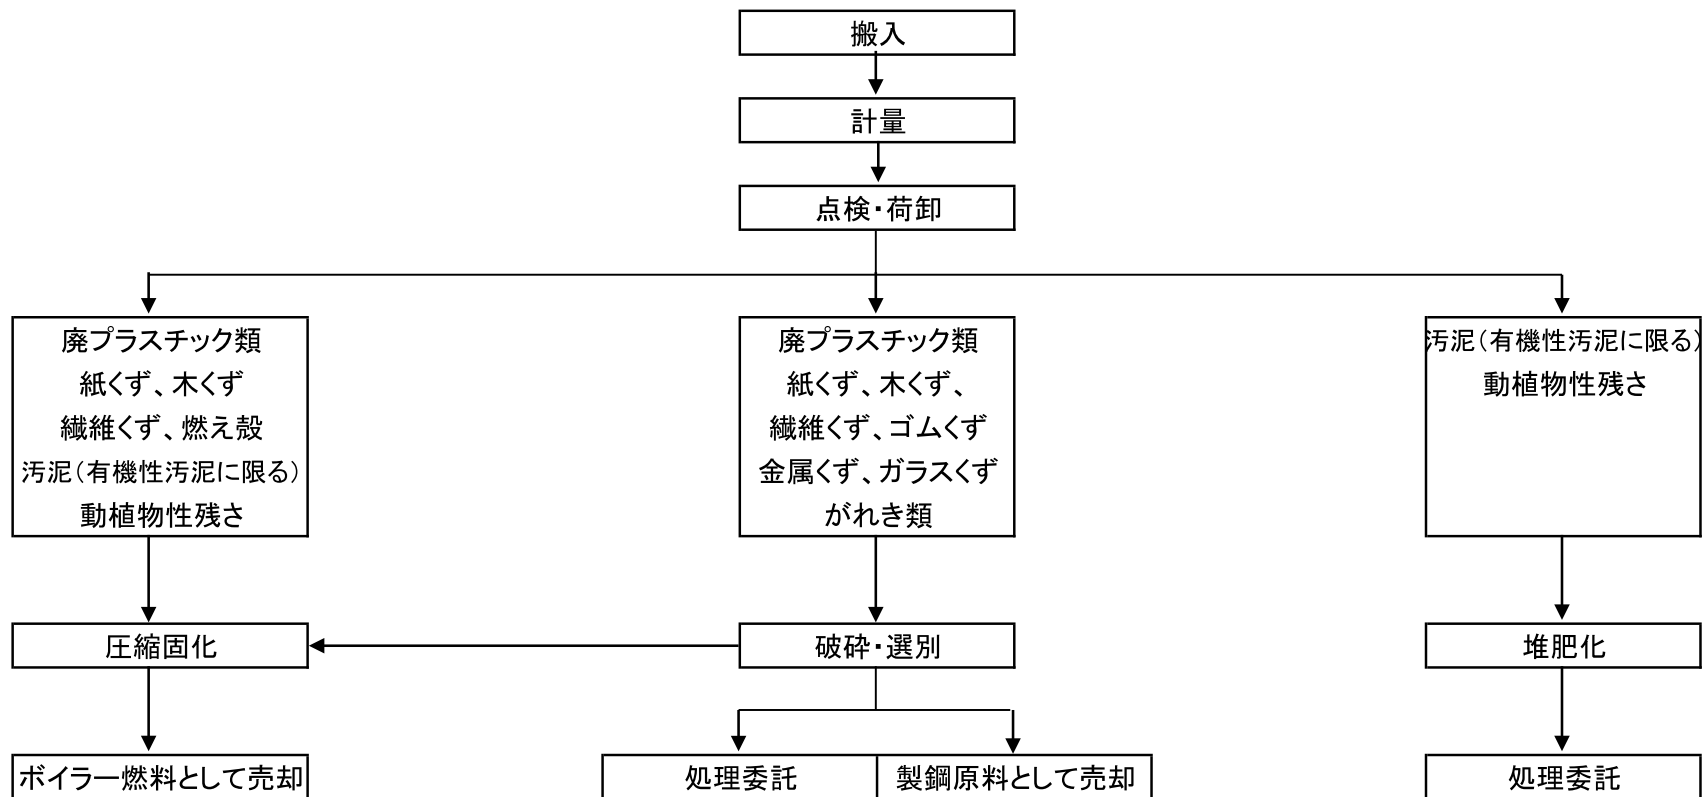 搬入
計量
点検・荷卸
廃プラスチック類
紙くず、木くず
繊維くず、燃え殻
汚泥(有機性汚泥に限る)
動植物性残さ
廃プラスチック類
紙くず、木くず、
繊維くず、ゴムくず
金属くず、ガラスくず
がれき類
汚泥(有機性汚泥に限る)
動植物性残さ
圧縮固化
破砕・選別
堆肥化
ボイラー燃料として売却
処理委託
製鋼原料として売却
処理委託